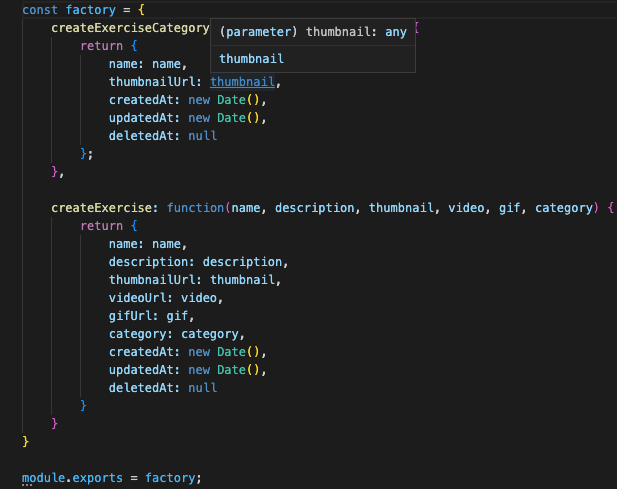 const factory = {
    createExerciseCategory {
(parameter) thumbnail: any
thumbnail
        return {
            name: name,
            thumbnailUrl: thumbnail,
            createdAt: new Date(),
            updatedAt: new Date(),
            deletedAt: null
        };
    },
    createExercise: function(name, description, thumbnail, video, gif, category) {
        return {
            name: name,
            description: description,
            thumbnailUrl: thumbnail,
            videoUrl: video,
            gifUrl: gif,
            category: category,
            createdAt: new Date(),
            updatedAt: new Date(),
            deletedAt: null
        }
    }
}
module.exports = factory;